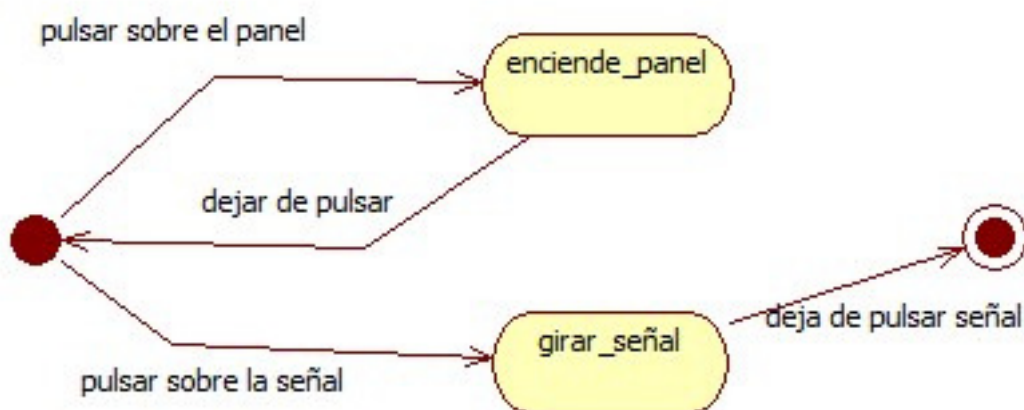 pulsar sobre el panel
enciende_panel
dejar de pulsar
deja de pulsar señal
girar_señal
pulsar sobre la señal